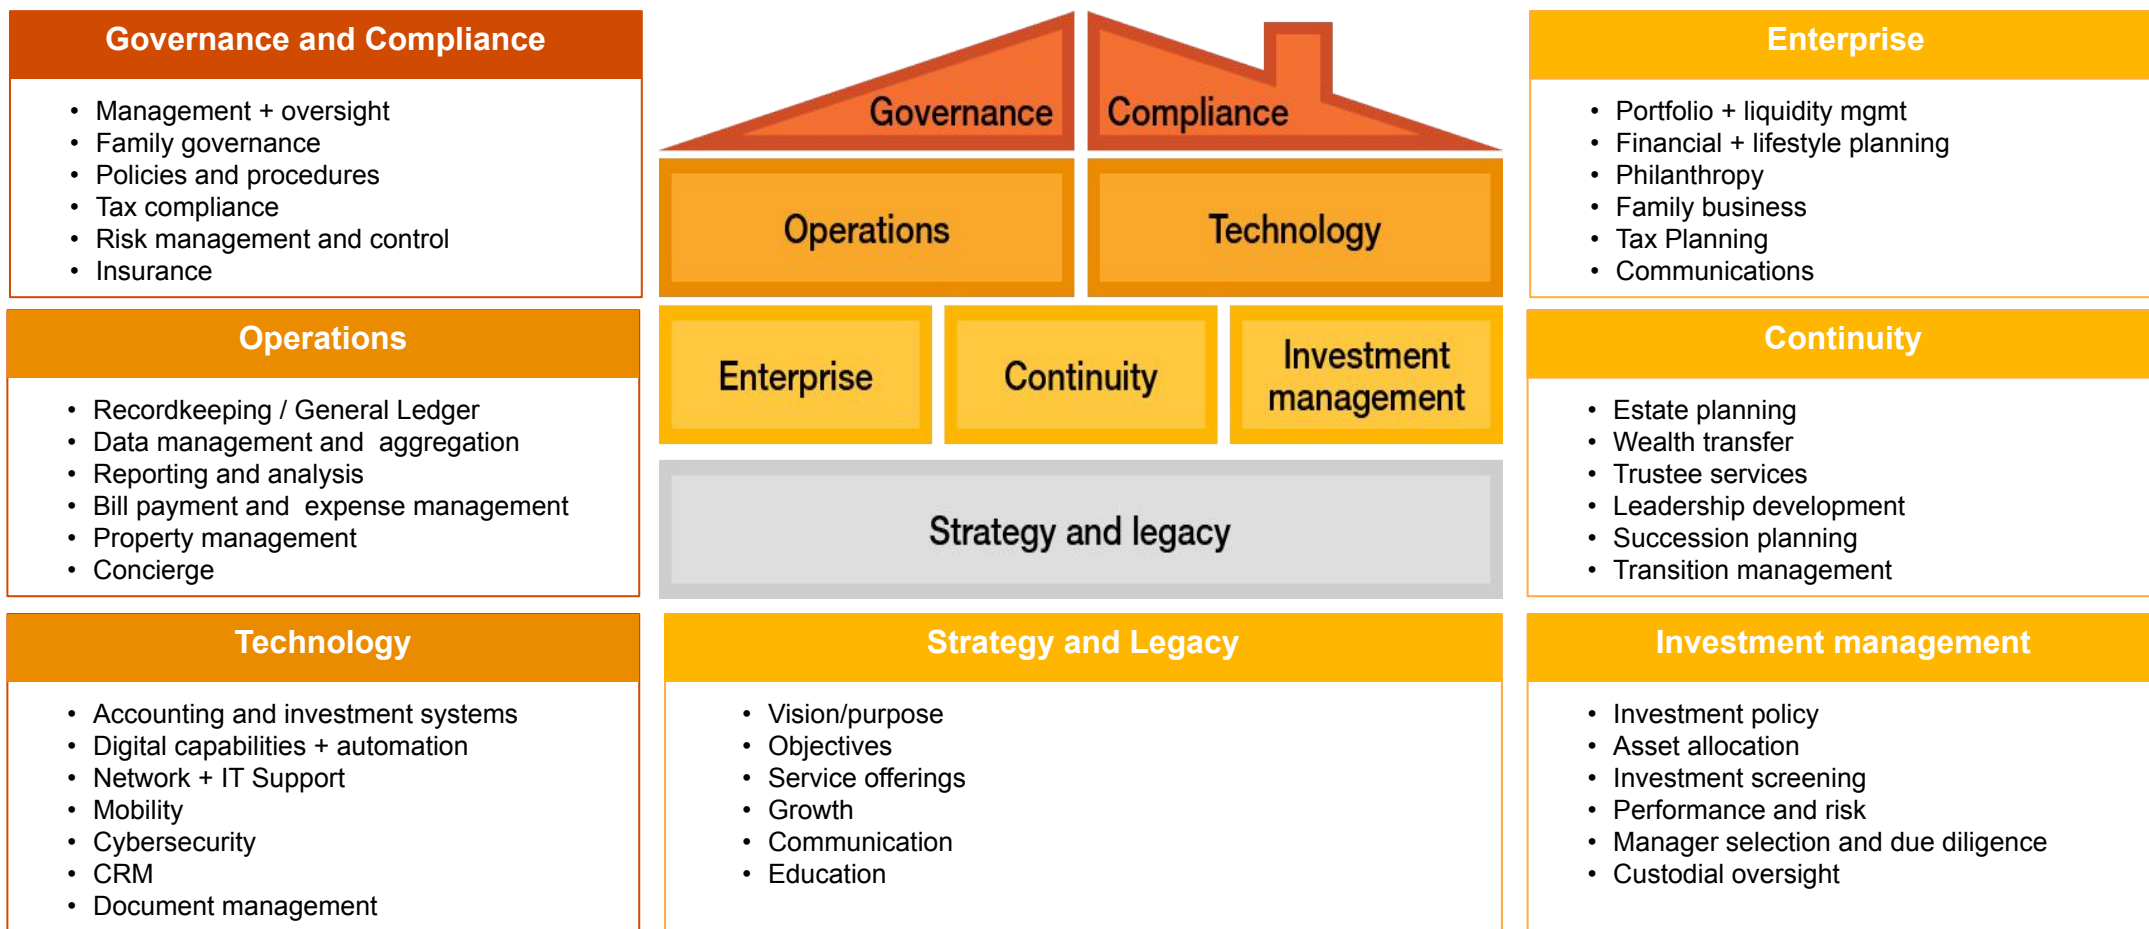 Governance and Compliance
• Management + oversight
• Family governance
• Policies and procedures
• Tax compliance
• Risk management and control
• Insurance
Operations
• Recordkeeping / General Ledger
• Data management and  aggregation
• Reporting and analysis
• Bill payment and  expense management
• Property management
• Concierge
Technology
• Accounting and investment systems
• Digital capabilities + automation
• Network + IT Support
• Mobility
• Cybersecurity
• CRM
• Document management
Governance
Compliance
Operations
Technology
Enterprise
Continuity
Investment
management
Strategy and legacy
Strategy and Legacy
• Vision/purpose
• Objectives
• Service offerings
• Growth
• Communication
• Education
Enterprise
• Portfolio + liquidity mgmt
• Financial + lifestyle planning
• Philanthropy
• Family business
• Tax Planning
• Communications
Continuity
• Estate planning
• Wealth transfer
• Trustee services
• Leadership development
• Succession planning
• Transition management
Investment management
• Investment policy
• Asset allocation
• Investment screening
• Performance and risk
• Manager selection and due diligence
• Custodial oversight